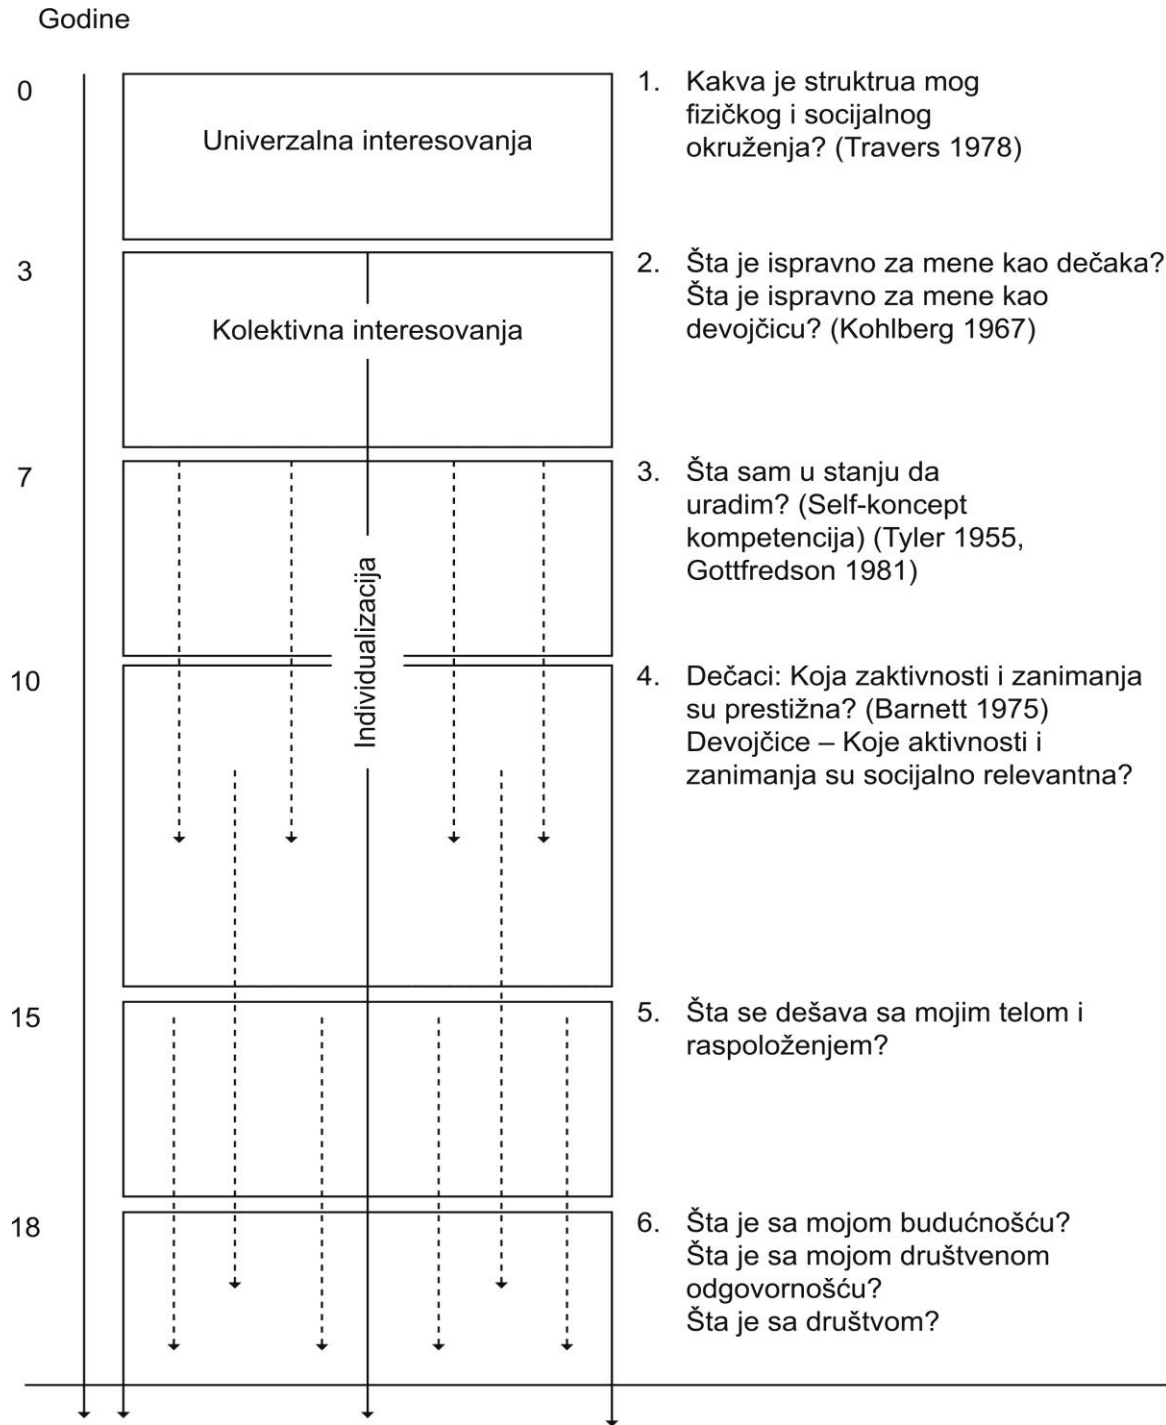 Godine
0
Univerzalna interesovanja
1. Kakva je struktrua mog
fizičkog i socijalnog
okruženja? (Travers 1978)
3
Kolektivna interesovanja
2. Šta je ispravno za mene kao dečaka?
Šta je ispravno za mene kao
devojčicu? (Kohlberg 1967)
7
3. Šta sam u stanju da
uradim? (Self-koncept
kompetencija) (Tyler 1955,
Gottfredson 1981)
Individualizacija
10
4. Dečaci: Koja zaktivnosti i zanimanja
su prestižna? (Barnett 1975)
Devojčice – Koje aktivnosti i
zanimanja su socijalno relevantna?
15
5. Šta se dešava sa mojim telom i
raspoloženjem?
18
6. Šta je sa mojom budućnošću?
Šta je sa mojom društvenom
odgovornošću?
Šta je sa društvom?